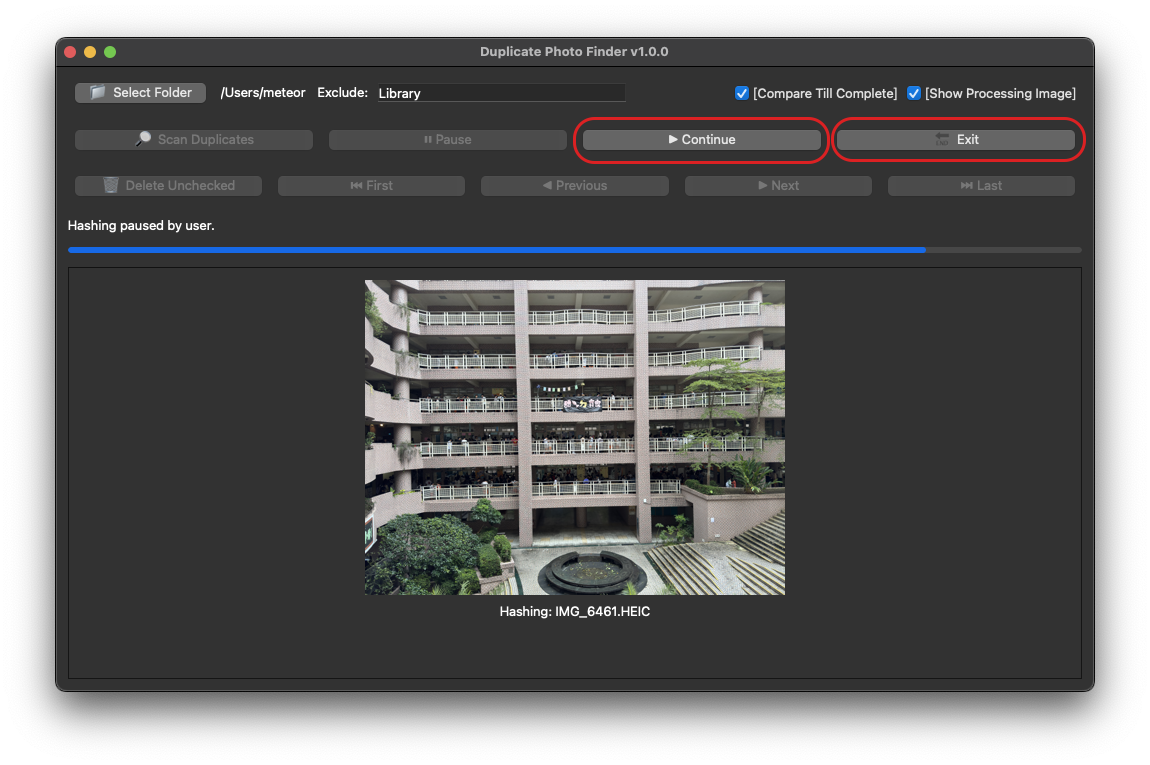 Duplicate Photo Finder v1.0.0
Select Folder /Users/meteor Exclude: Library [Compare Till Complete] [Show Processing Image]
Scan Duplicates Pause Continue Exit
Delete Unchecked First Previous Next Last
Hashing paused by user.
Hashing: IMG_6461.HEIC